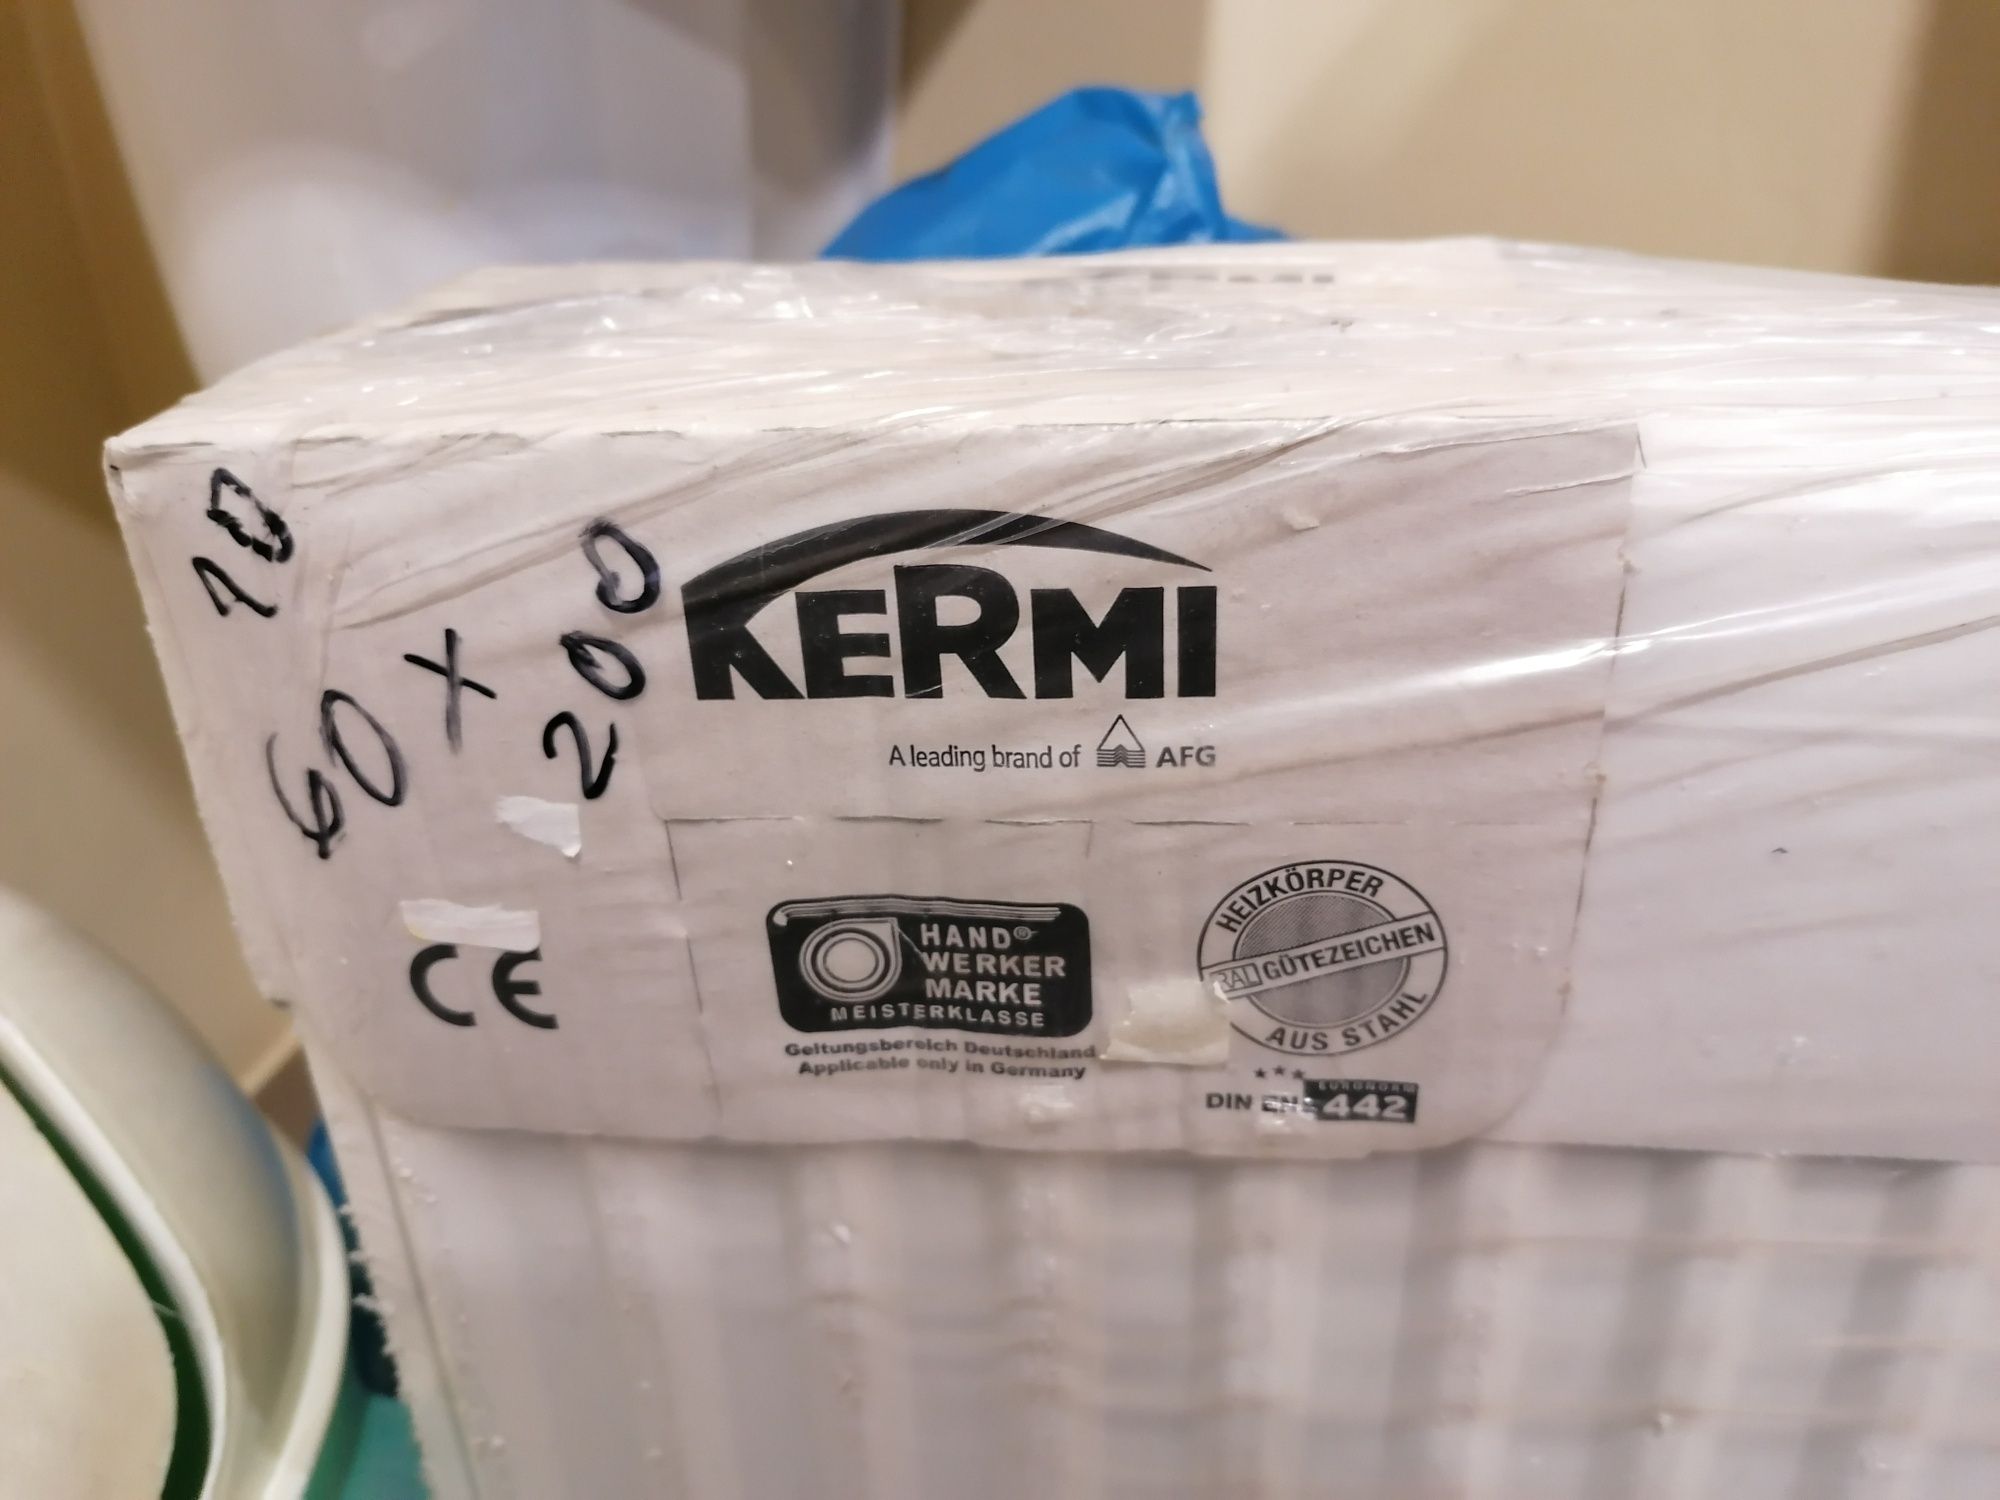 10
60 x
200
KERMI
A leading brand of AFG
CE
HAND®
WERKER
MARKE
MEISTERKLASSE
Geltungsbereich Deutschland
Applicable only in Germany
HEIZKÖRPER
RAL GÜTEZEICHEN
AUS STAHL
EURONORM
DIN EN 442